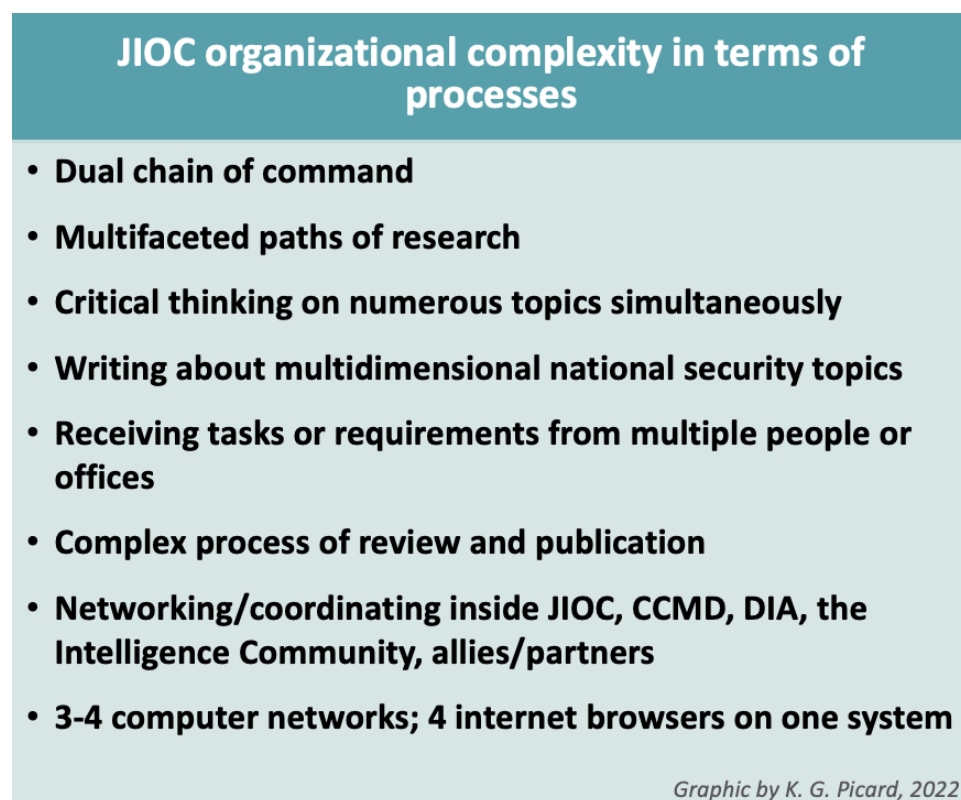 JIOC organizational complexity in terms of
processes
• Dual chain of command
• Multifaceted paths of research
• Critical thinking on numerous topics simultaneously
• Writing about multidimensional national security topics
• Receiving tasks or requirements from multiple people or
offices
• Complex process of review and publication
• Networking/coordinating inside JIOC, CCMD, DIA, the
Intelligence Community, allies/partners
• 3-4 computer networks; 4 internet browsers on one system
Graphic by K. G. Picard, 2022